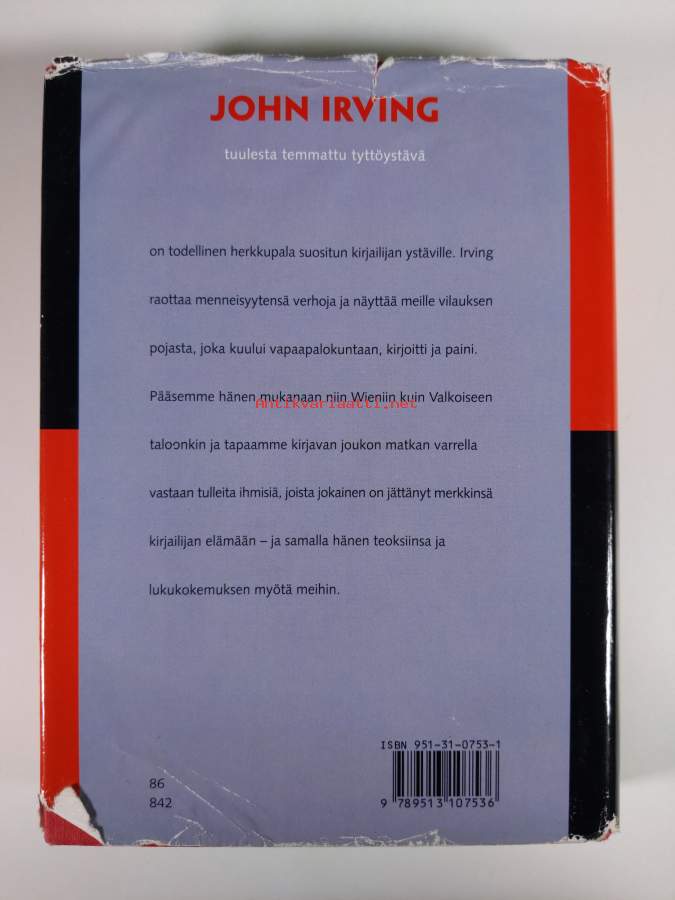 JOHN IRVING
tuulesta temmattu tyttöystävä
on todellinen herkkupala suositun kirjailijan ystäville. Irving
raottaa menneisyytensä verhoja ja näyttää meille vilauksen
pojasta, joka kuului vapaapalokuntaan, kirjoitti ja paini.
Pääsemme hänen mukanaan niin Wieniin kuin Valkoiseen
Antikvariaatti.net
taloonkin ja tapaamme kirjavan joukon matkan varrella
vastaan tulleita ihmisiä, joista jokainen on jättänyt merkkinsä
kirjailijan elämään – ja samalla hänen teoksiinsa ja
lukukokemuksen myötä meihin.
ISBN 951-31-0753-1
86
842
9 789513 107536